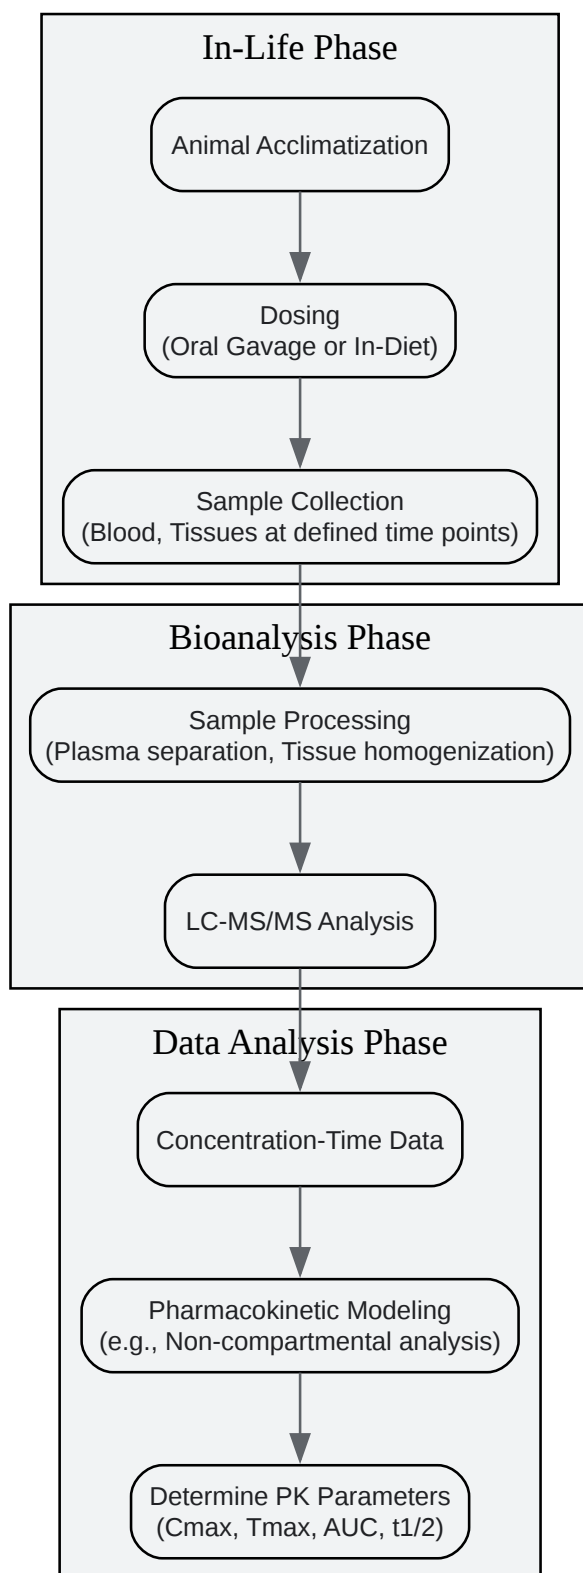 In-Life Phase
Animal Acclimatization
Dosing
(Oral Gavage or In-Diet)
Sample Collection
(Blood, Tissues at defined time points)
Bioanalysis Phase
Sample Processing
(Plasma separation, Tissue homogenization)
LC-MS/MS Analysis
Data Analysis Phase
Concentration-Time Data
Pharmacokinetic Modeling
(e.g., Non-compartmental analysis)
Determine PK Parameters
(Cmax, Tmax, AUC, t1/2)